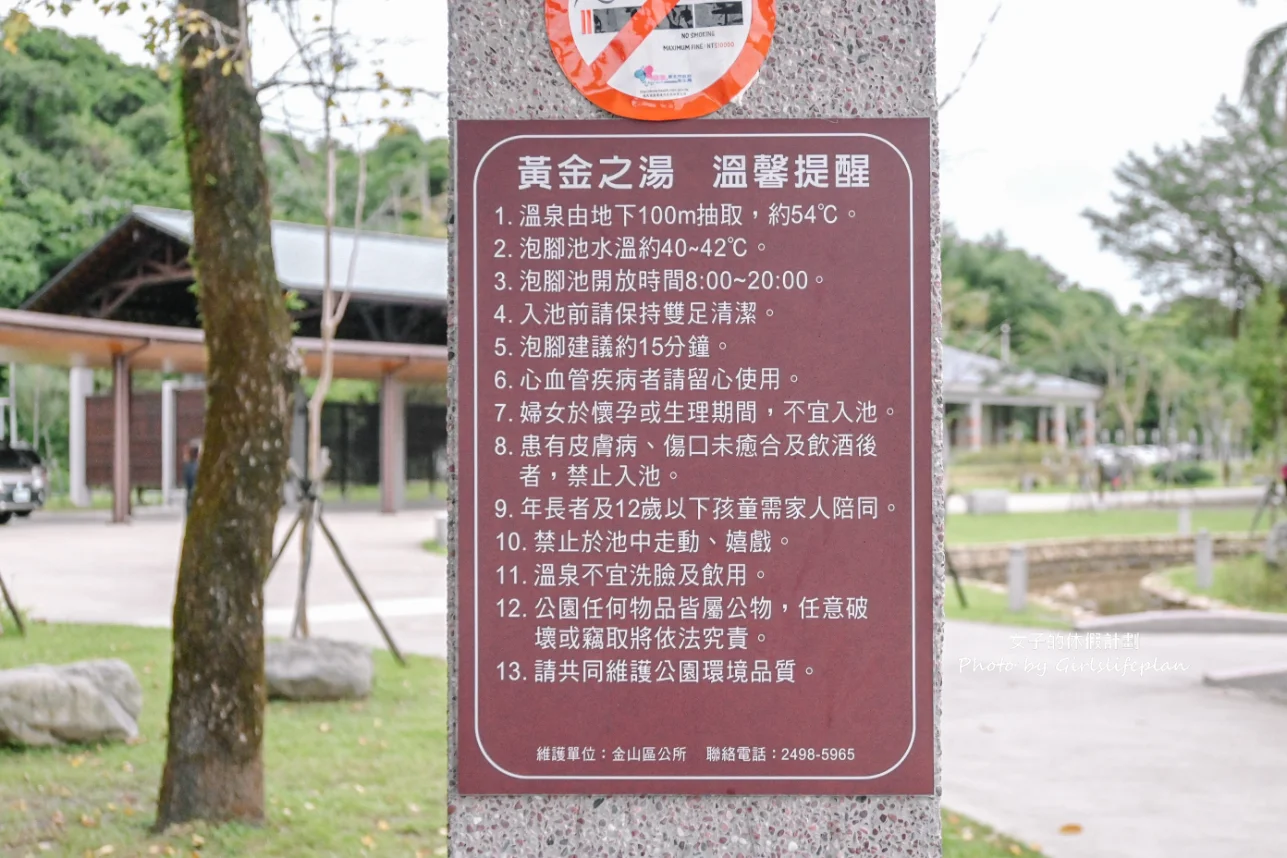 NO SMOKING
MAXIMUM FINE: NT$10000
黃金之湯 溫馨提醒
1. 溫泉由地下100m抽取，約54℃。
2. 泡腳池水溫約40~42℃。
3. 泡腳池開放時間8:00~20:00。
4. 入池前請保持雙足清潔。
5. 泡腳建議約15分鐘。
6. 心血管疾病者請留心使用。
7. 婦女於懷孕或生理期間，不宜入池。
8. 患有皮膚病、傷口未癒合及飲酒後
者，禁止入池。
9. 年長者及12歲以下孩童需家人陪同。
10. 禁止於池中走動、嬉戲。
11. 溫泉不宜洗臉及飲用。
12. 公園任何物品皆屬公物，任意破
壞或竊取將依法究責。
13. 請共同維護公園環境品質。
維護單位：金山區公所 聯絡電話：2498-5965
女子的休假計劃
Photo by Girlslifeplan